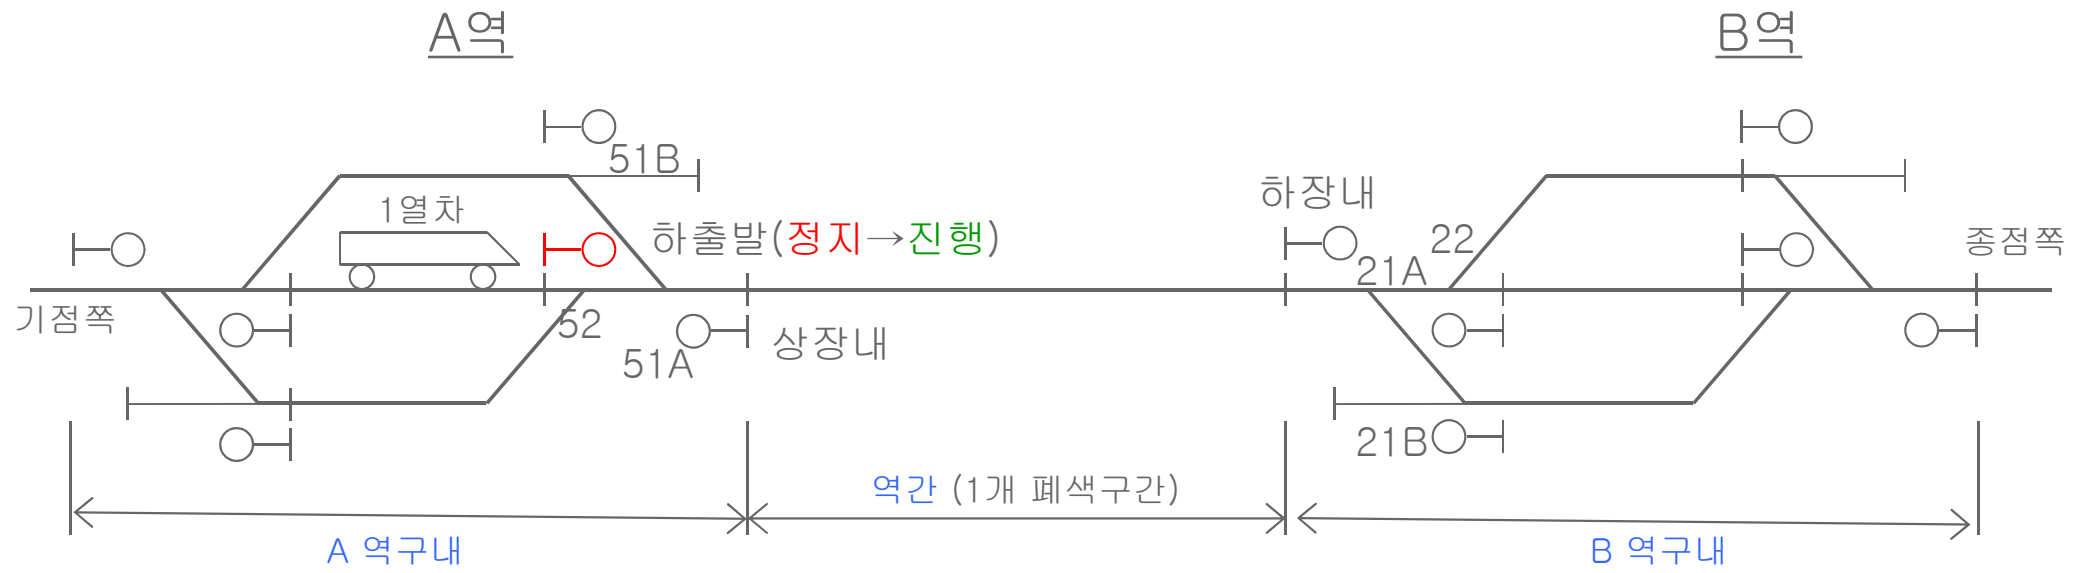 A역
B역
51B
1열차
하출발(정지→진행)
하장내
22
21A
종점쪽
기점쪽
52
51A
상장내
21B
역간 (1개 폐색구간)
A 역구내
B 역구내